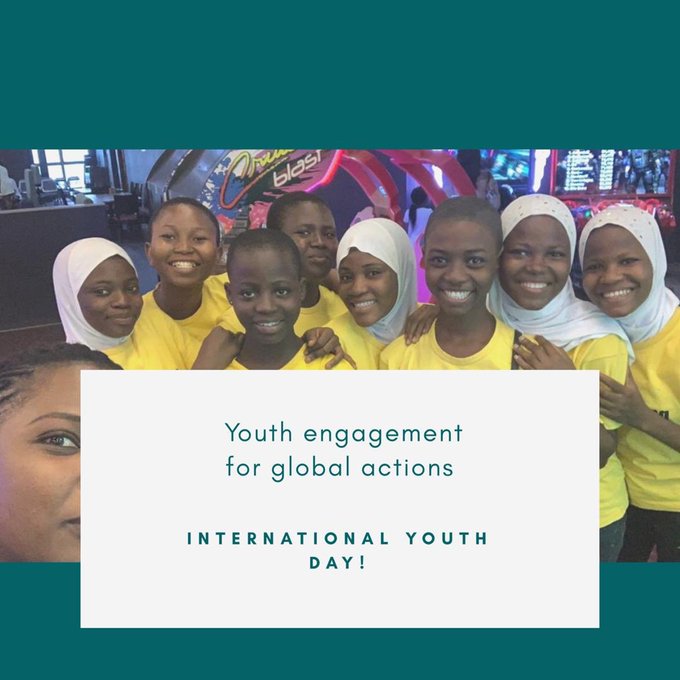 blast
Youth engagement
for global actions
INTERNATIONAL YOUTH
DAY!